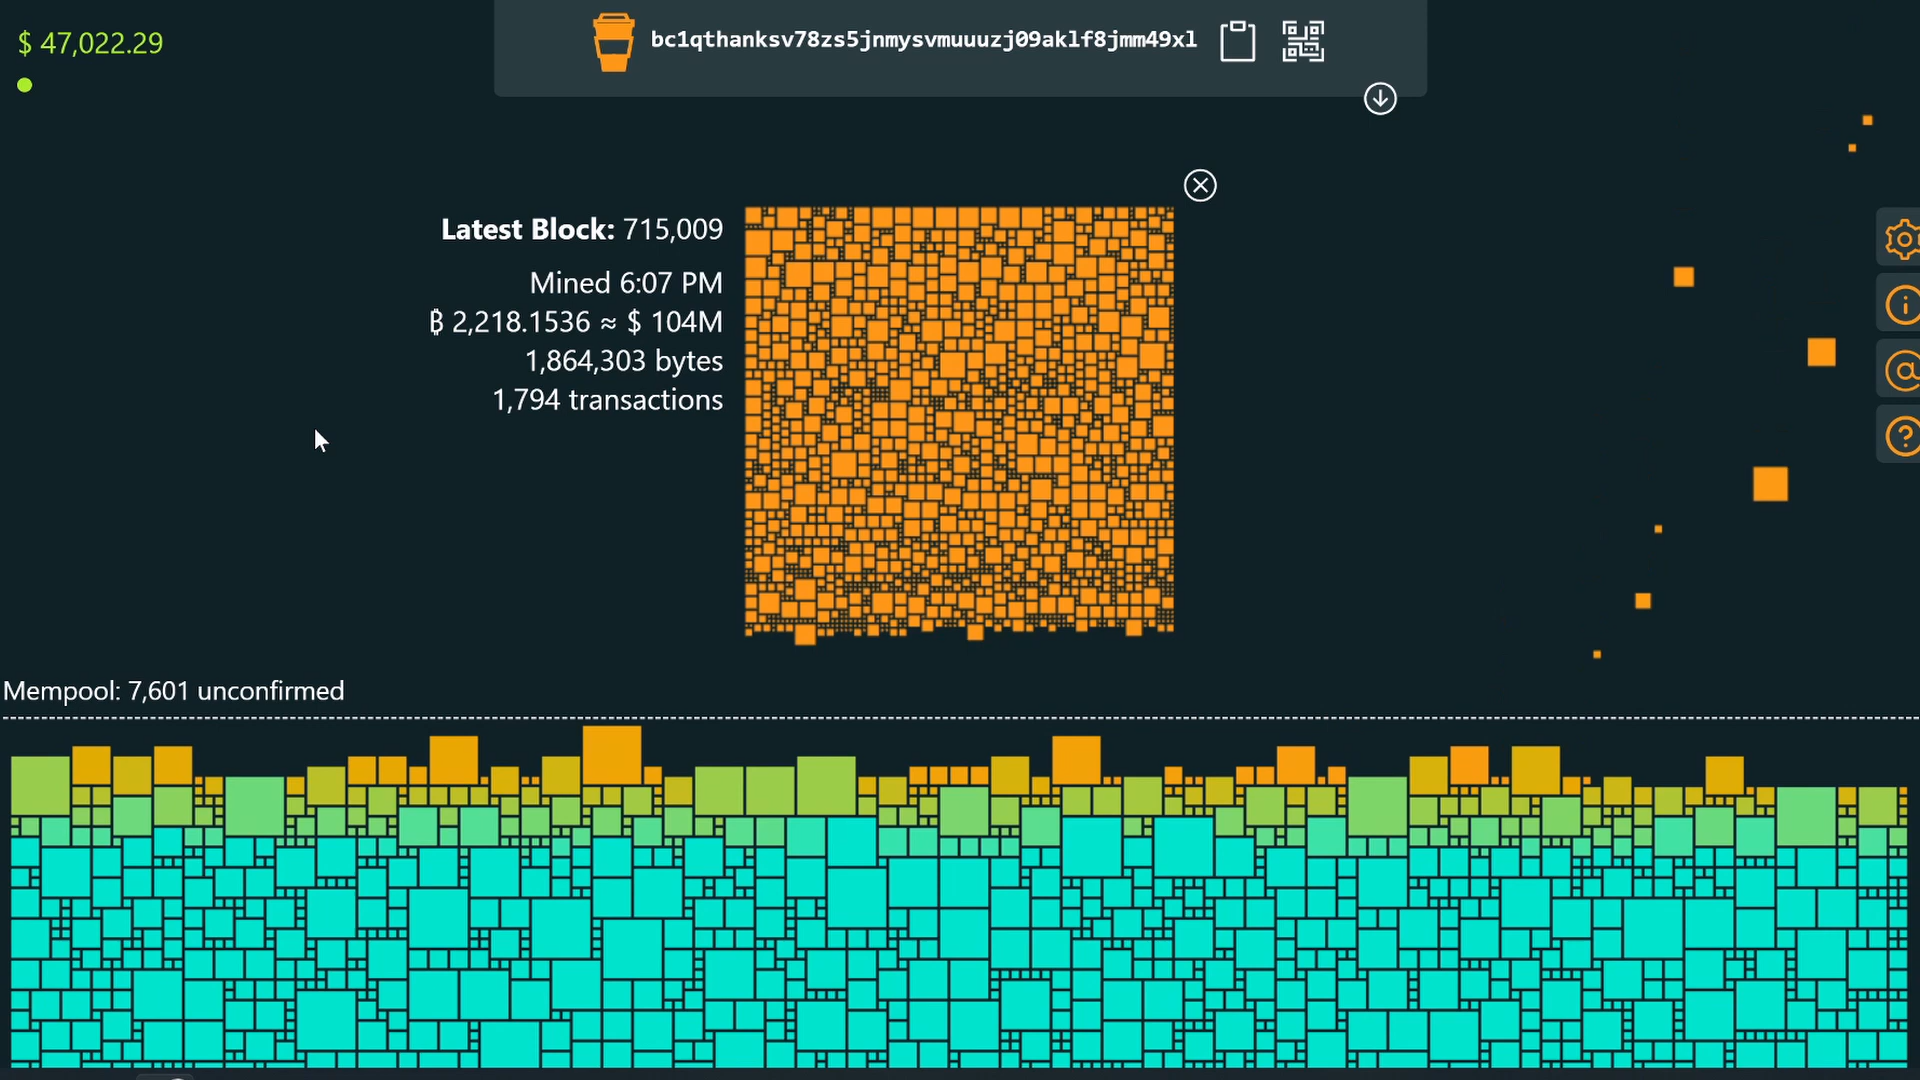 $ 47,022.29
bc1qthanksv78zs5jnmysvmuuuzj09aklf8jmm49xl
Latest Block: 715,009
Mined 6:07 PM
₿ 2,218.1536 ≈ $ 104M
1,864,303 bytes
1,794 transactions
Mempool: 7,601 unconfirmed